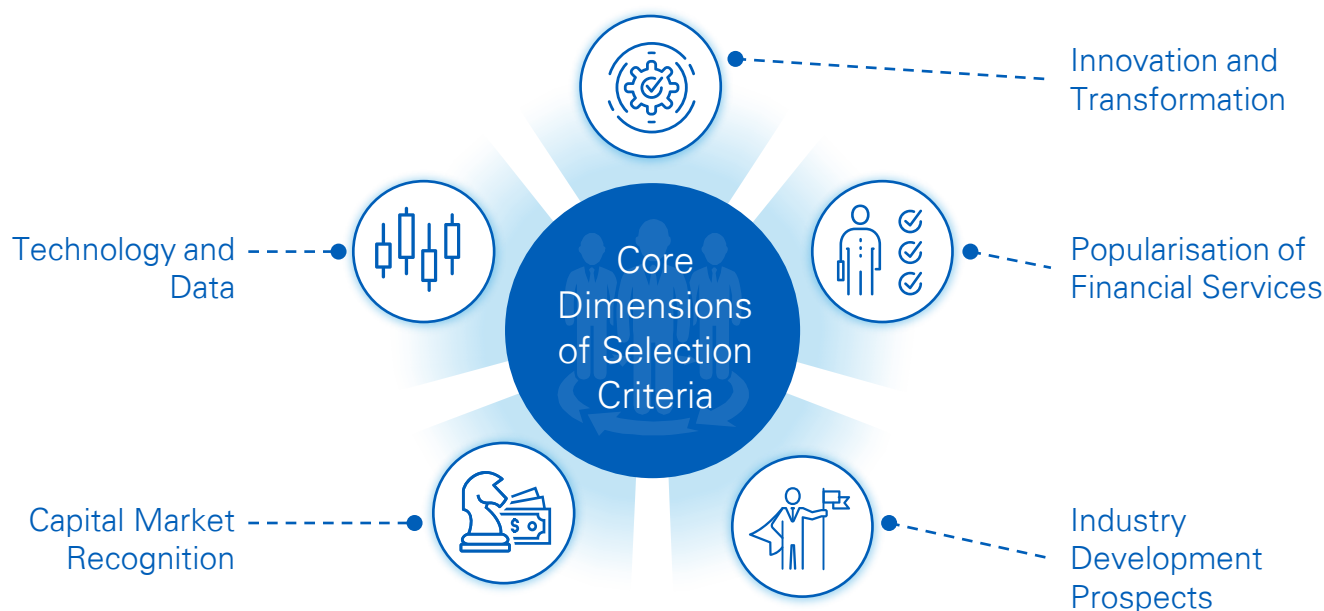 Innovation and
Transformation
Technology and
Data
Core
Dimensions
of Selection
Criteria
Popularisation of
Financial Services
Capital Market
Recognition
$
Industry
Development
Prospects